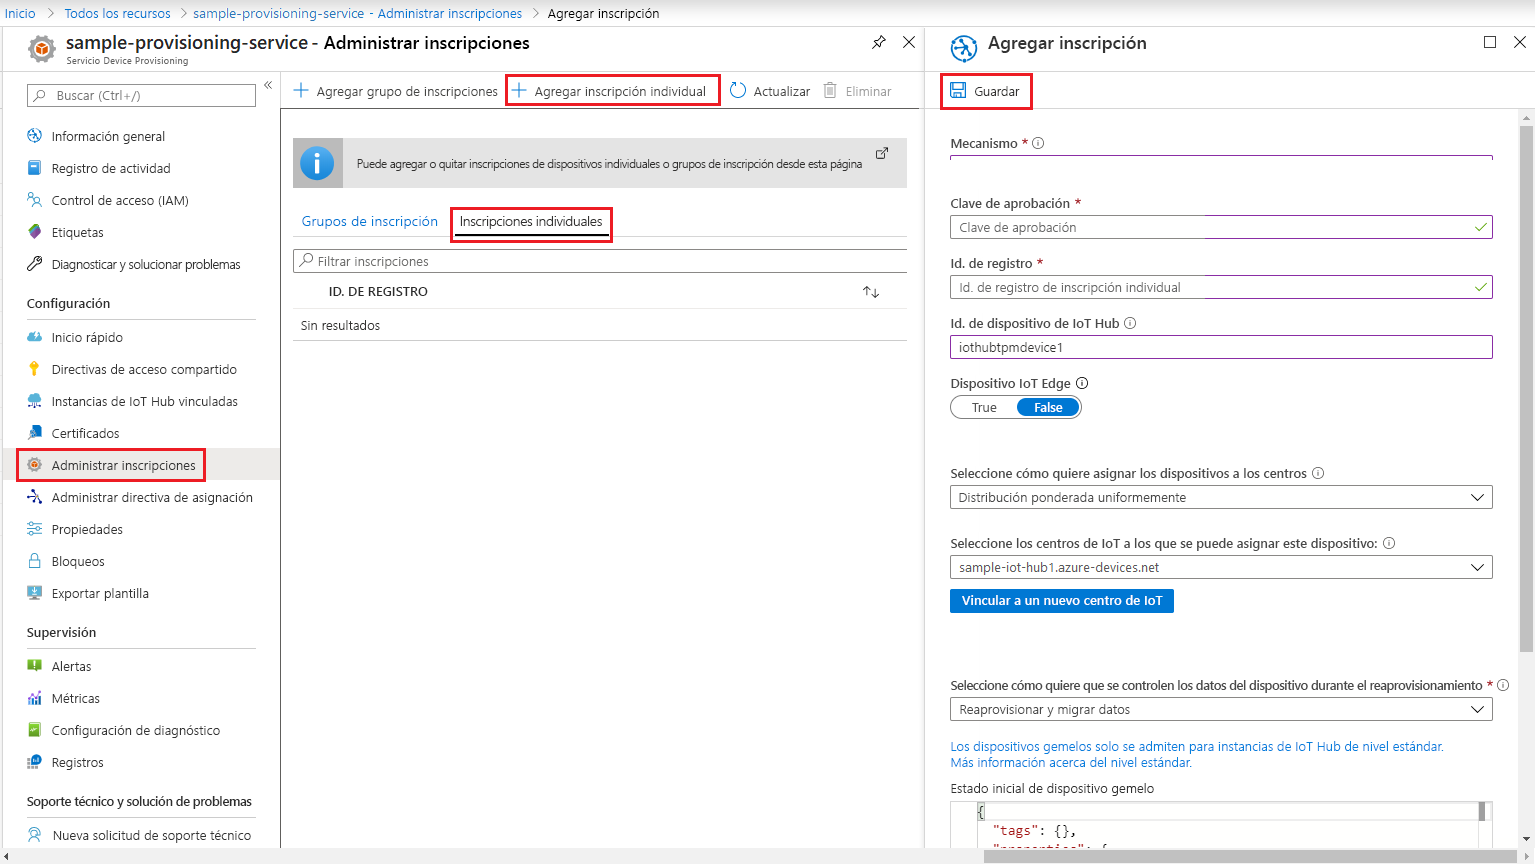 Inicio > Todos los recursos > sample-provisioning-service - Administrar inscripciones > Agregar inscripción
sample-provisioning-service - Administrar inscripciones
Servicio Device Provisioning
Buscar (Ctrl+/)
«
Información general
Registro de actividad
Control de acceso (IAM)
Etiquetas
Diagnosticar y solucionar problemas
Configuración
Inicio rápido
Directivas de acceso compartido
Instancias de IoT Hub vinculadas
Certificados
Administrar inscripciones
Administrar directiva de asignación
Propiedades
Bloqueos
Exportar plantilla
Supervisión
Alertas
Métricas
Configuración de diagnóstico
Registros
Soporte técnico y solución de problemas
Nueva solicitud de soporte técnico
Agregar grupo de inscripciones
Agregar inscripción individual
Actualizar
Eliminar
Puede agregar o quitar inscripciones de dispositivos individuales o grupos de inscripción desde esta página
Grupos de inscripción
Inscripciones individuales
Filtrar inscripciones
ID. DE REGISTRO
Sin resultados
Agregar inscripción
Guardar
Mecanismo *
Clave de aprobación *
Clave de aprobación
Id. de registro *
Id. de registro de inscripción individual
Id. de dispositivo de IoT Hub
iothubtpmdevice1
Dispositivo IoT Edge
True False
Seleccione cómo quiere asignar los dispositivos a los centros
Distribución ponderada uniformemente
Seleccione los centros de IoT a los que se puede asignar este dispositivo:
sample-iot-hub1.azure-devices.net
Vincular a un nuevo centro de IoT
Seleccione cómo quiere que se controlen los datos del dispositivo durante el reaprovisionamiento *
Reaprovisionar y migrar datos
Los dispositivos gemelos solo se admiten para instancias de IoT Hub de nivel estándar.
Más información acerca del nivel estándar.
Estado inicial de dispositivo gemelo
{
"tags": {},
"properties": {